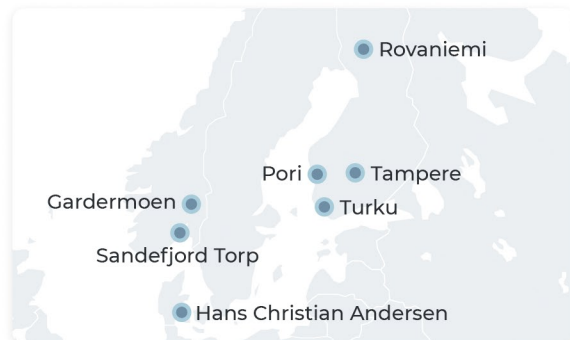 Rovaniemi
Pori
Tampere
Gardermoen
Turku
Sandefjord Torp
Hans Christian Andersen